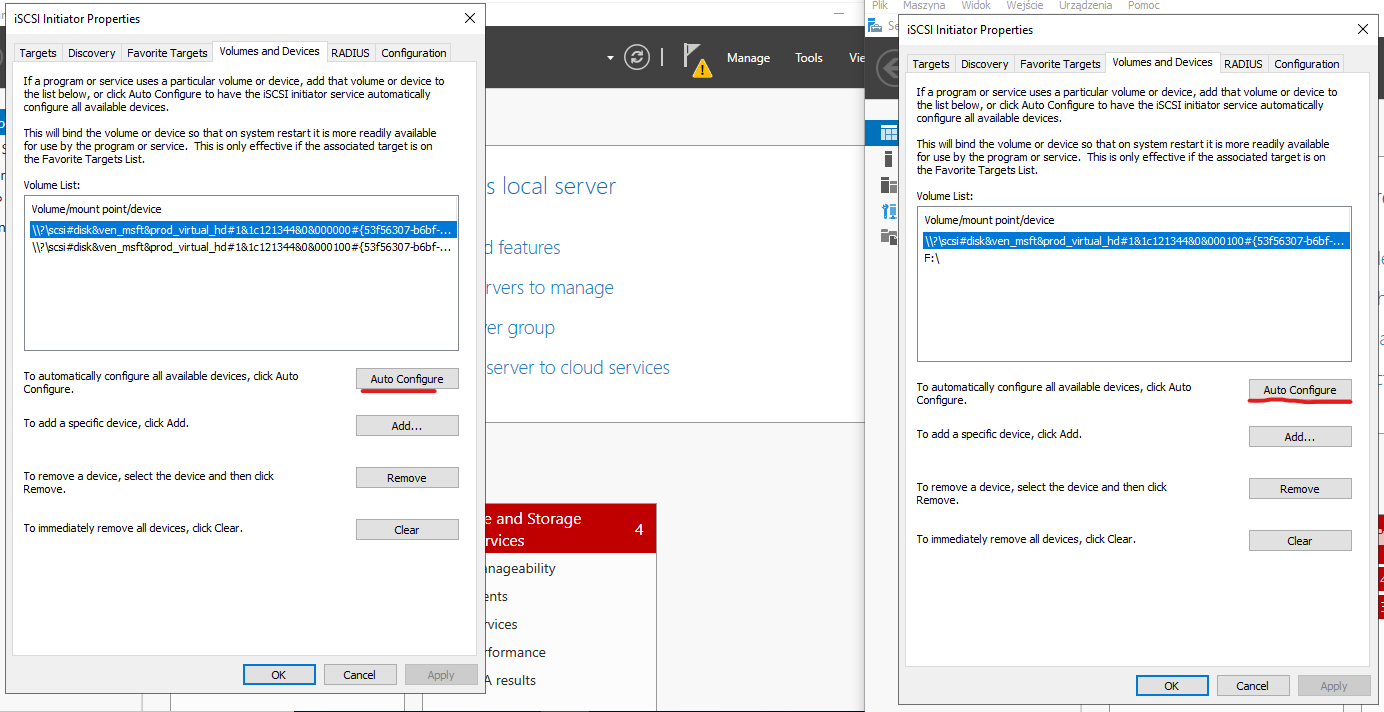 iSCSI Initiator Properties
Targets Discovery Favorite Targets Volumes and Devices RADIUS Configuration
If a program or service uses a particular volume or device, add that volume or device to
the list below, or click Auto Configure to have the iSCSI initiator service automatically
configure all available devices.
This will bind the volume or device so that on system restart it is more readily available
for use by the program or service.  This is only effective if the associated target is on
the Favorite Targets List.
Volume List:
Volume/mount point/device
\\?\scsi#disk&ven_msft&prod_virtual_hd#1&1c121344&0&000000#{53f56307-b6bf-...
\\?\scsi#disk&ven_msft&prod_virtual_hd#1&1c121344&0&000100#{53f56307-b6bf-...
To automatically configure all available devices, click Auto
Configure.
Auto Configure
To add a specific device, click Add.
Add...
To remove a device, select the device and then click
Remove.
Remove
To immediately remove all devices, click Clear.
Clear
OK Cancel Apply
Manage Tools Vie
s local server
d features
rvers to manage
er group
server to cloud services
e and Storage 4
rvices
nageability
ents
rvices
rformance
A results
Plik Maszyna Widok Wejście Urządzenia Pomoc
Se
iSCSI Initiator Properties
Targets Discovery Favorite Targets Volumes and Devices RADIUS Configuration
If a program or service uses a particular volume or device, add that volume or device to
the list below, or click Auto Configure to have the iSCSI initiator service automatically
configure all available devices.
This will bind the volume or device so that on system restart it is more readily available
for use by the program or service.  This is only effective if the associated target is on
the Favorite Targets List.
Volume List:
Volume/mount point/device
\\?\scsi#disk&ven_msft&prod_virtual_hd#1&1c121344&0&000100#{53f56307-b6bf-...
F:\
To automatically configure all available devices, click Auto
Configure.
Auto Configure
To add a specific device, click Add.
Add...
To remove a device, select the device and then click
Remove.
Remove
To immediately remove all devices, click Clear.
Clear
OK Cancel Apply